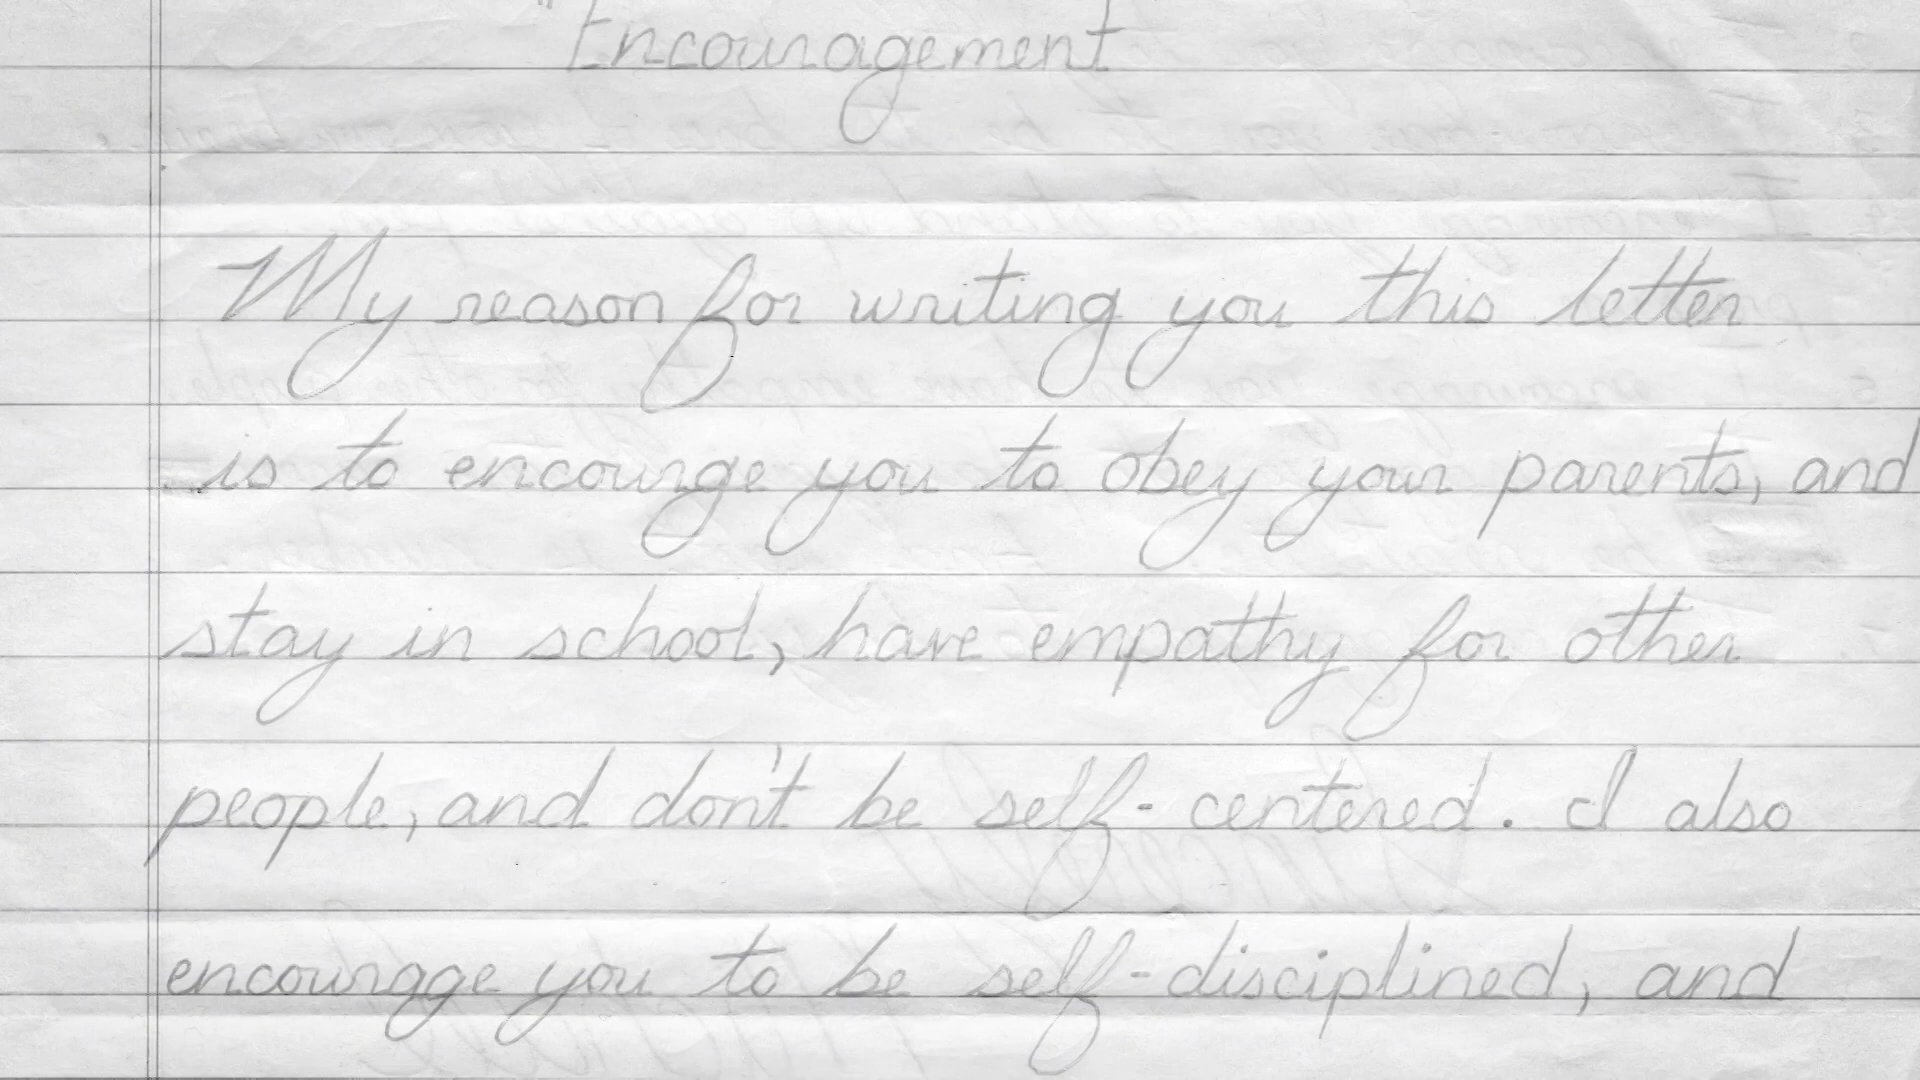 "Encouragement
My reason for writing you this letter
is to encourge you to obey your parents, and
stay in school, have empathy for other
people, and don't be self-centered. I also
encouragge you to be self-disciplined, and